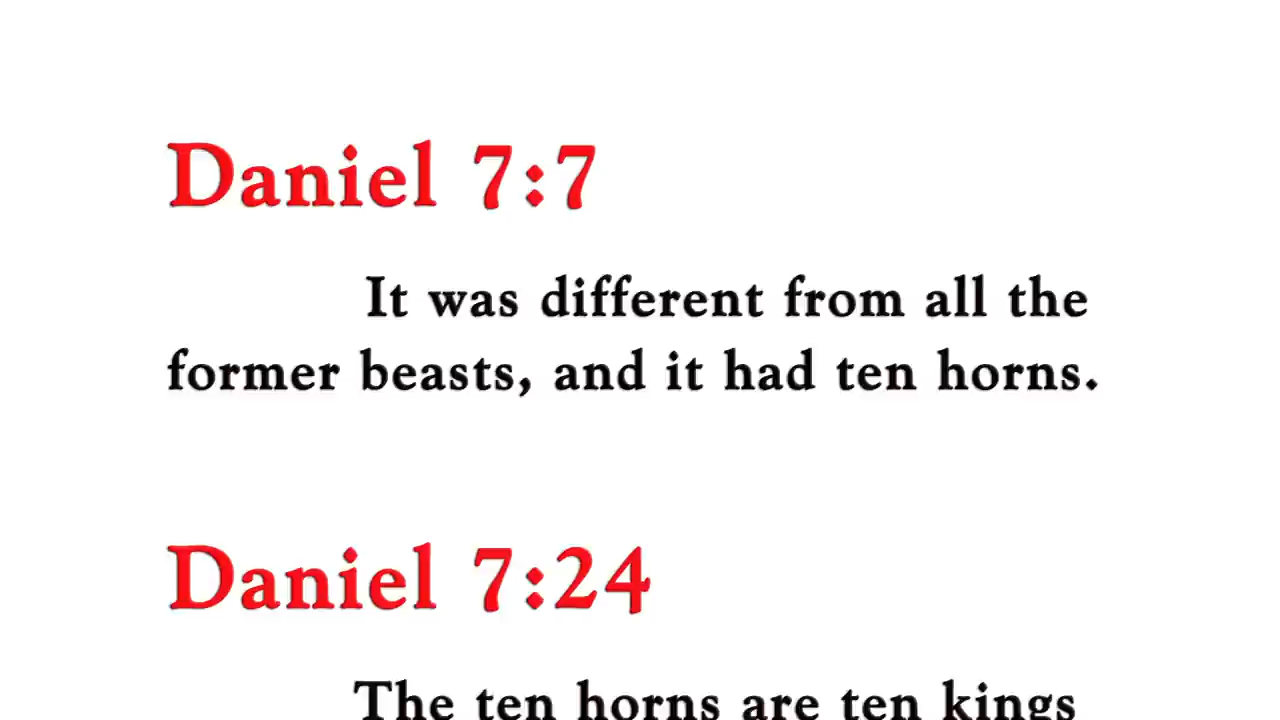 Daniel 7:7
It was different from all the
former beasts, and it had ten horns.
Daniel 7:24
The ten horns are ten kings